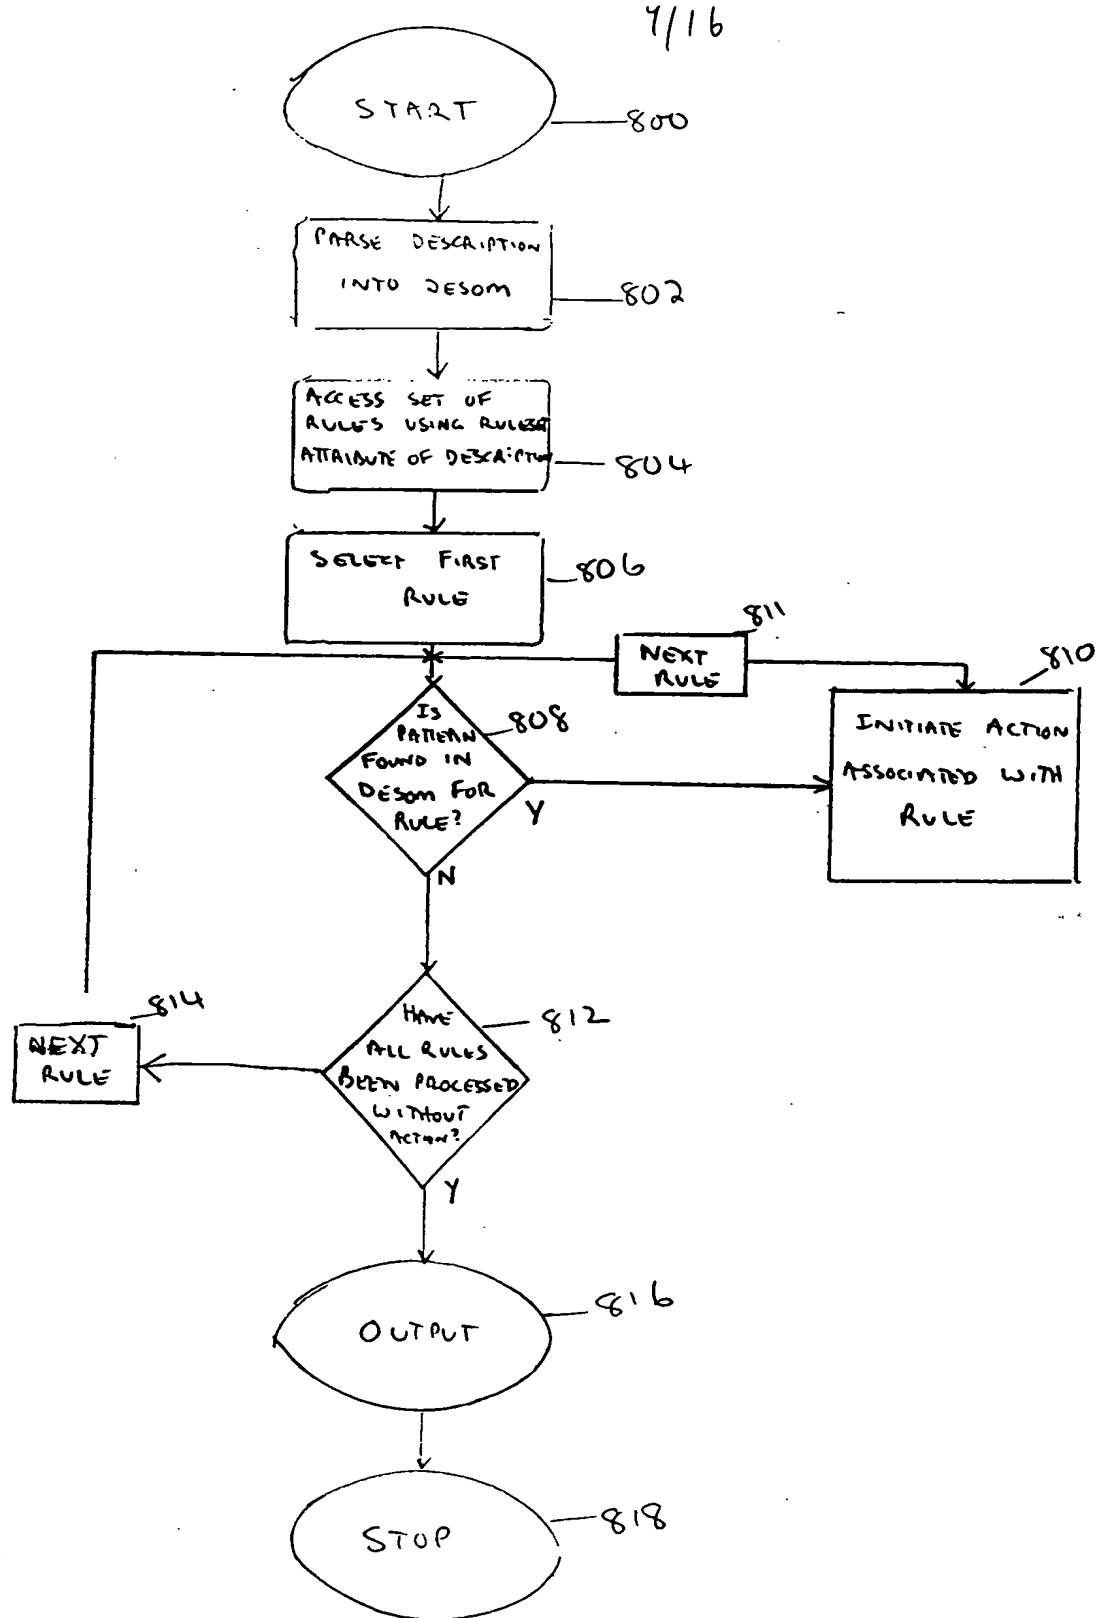 7/16
START
800
PARSE DESCRIPTION
INTO DESOM
802
ACCESS SET OF
RULES USING RULESET
ATTRIBUTE OF DESCRIPTION
804
SELECT FIRST
RULE
806
811
NEXT
RULE
810
INITIATE ACTION
ASSOCIATED WITH
RULE
IS
PATTERN
FOUND IN
DESOM FOR
RULE?
808
Y
N
814
NEXT
RULE
HAVE
ALL RULES
BEEN PROCESSED
WITHOUT
ACTION?
812
Y
OUTPUT
816
STOP
818